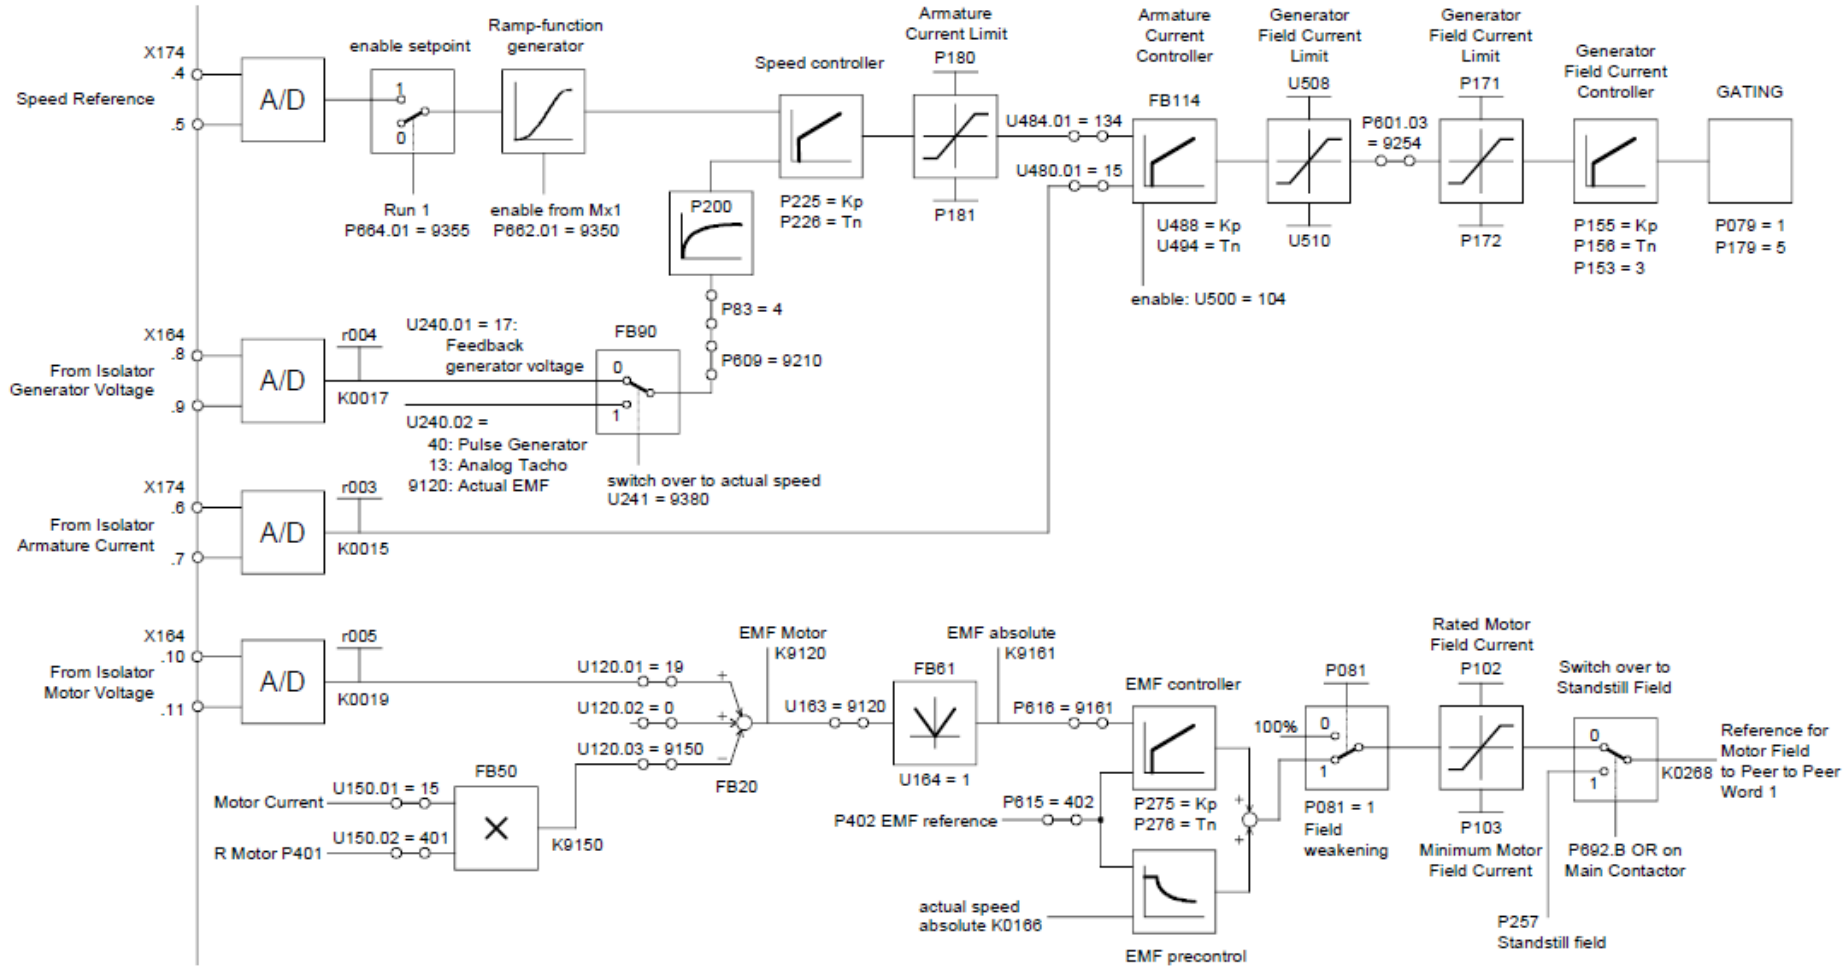 X174
.4
Speed Reference
.5
A/D
enable setpoint
1
0
Run 1
P664.01 = 9355
Ramp-function
generator
enable from Mx1
P662.01 = 9350
Speed controller
P225 = Kp
P226 = Tn
P200
P83 = 4
P609 = 9210
Armature
Current Limit
P180
P181
U484.01 = 134
U480.01 = 15
Armature
Current
Controller
FB114
U488 = Kp
U494 = Tn
enable: U500 = 104
Generator
Field Current
Limit
U508
U510
P601.03
= 9254
Generator
Field Current
Limit
P171
P172
Generator
Field Current
Controller
P155 = Kp
P156 = Tn
P153 = 3
GATING
P079 = 1
P179 = 5
X164
.8
From Isolator
Generator Voltage
.9
A/D
r004
K0017
U240.01 = 17:
Feedback
generator voltage
FB90
0
1
U240.02 =
40: Pulse Generator
13: Analog Tacho
9120: Actual EMF
switch over to actual speed
U241 = 9380
X174
.6
From Isolator
Armature Current
.7
A/D
r003
K0015
X164
.10
From Isolator
Motor Voltage
.11
A/D
r005
K0019
U120.01 = 19
+
U120.02 = 0
+
U120.03 = 9150
−
FB20
Motor Current
U150.01 = 15
R Motor P401
U150.02 = 401
FB50
×
K9150
EMF Motor
K9120
U163 = 9120
FB61
U164 = 1
EMF absolute
K9161
P616 = 9161
EMF controller
P275 = Kp
P276 = Tn
P615 = 402
P402 EMF reference
actual speed
absolute K0166
EMF precontrol
+
+
100%
P081
0
1
P081 = 1
Field
weakening
Rated Motor
Field Current
P102
P103
Minimum Motor
Field Current
Switch over to
Standstill Field
0
1
K0268
Reference for
Motor Field
to Peer to Peer
Word 1
P692.B OR on
Main Contactor
P257
Standstill field